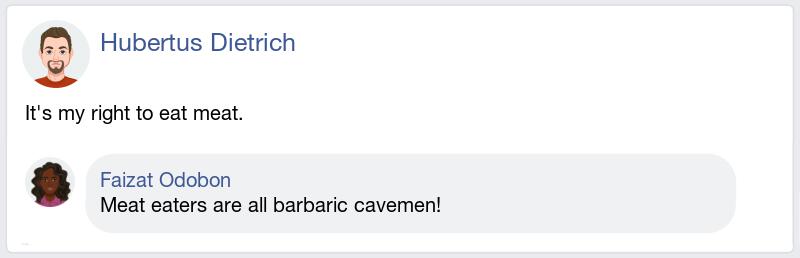 Hubertus Dietrich
It's my right to eat meat.
Faizat Odobon
Meat eaters are all barbaric cavemen!